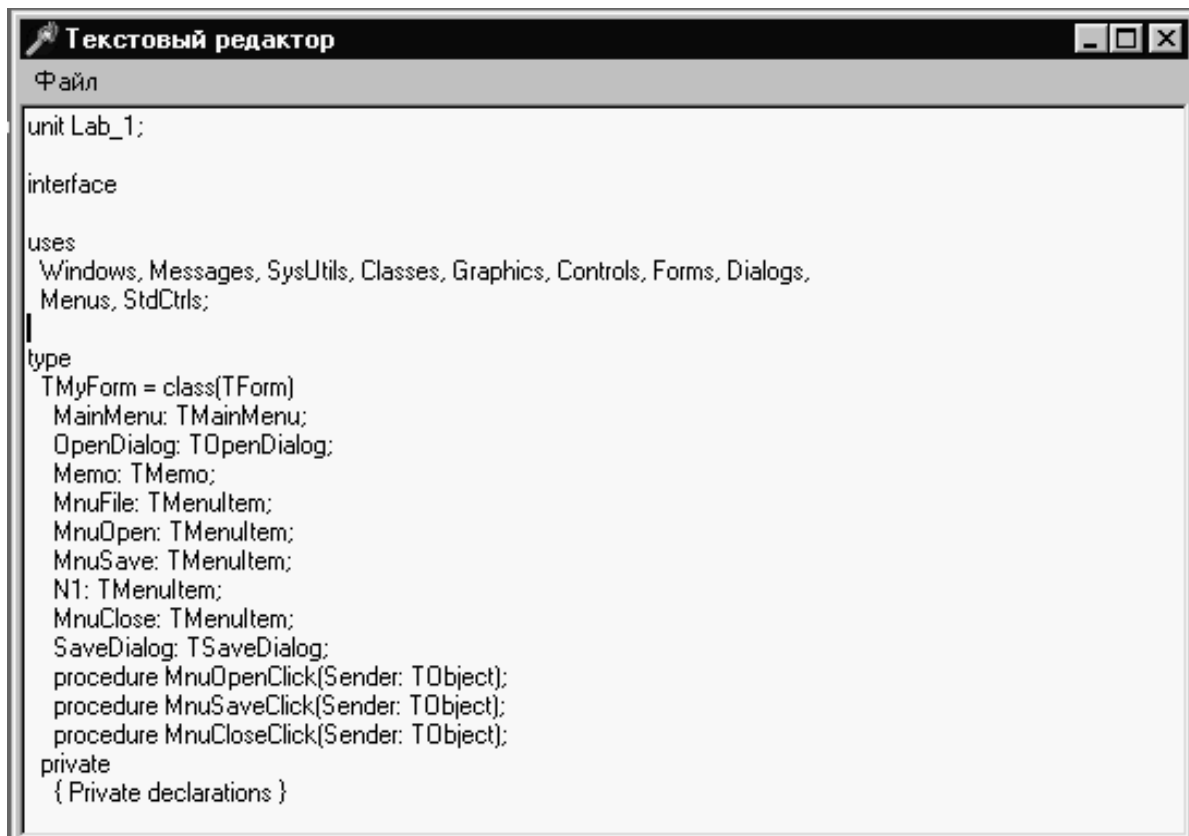 Текстовый редактор
Файл
unit Lab_1;
interface
uses
Windows, Messages, SysUtils, Classes, Graphics, Controls, Forms, Dialogs,
Menus, StdCtrls;
type
TMyForm = class(TForm)
MainMenu: TMainMenu;
OpenDialog: TOpenDialog;
Memo: TMemo;
MnuFile: TMenuItem;
MnuOpen: TMenuItem;
MnuSave: TMenuItem;
N1: TMenuItem;
MnuClose: TMenuItem;
SaveDialog: TSaveDialog;
procedure MnuOpenClick(Sender: TObject);
procedure MnuSaveClick(Sender: TObject);
procedure MnuCloseClick(Sender: TObject);
private
{ Private declarations }